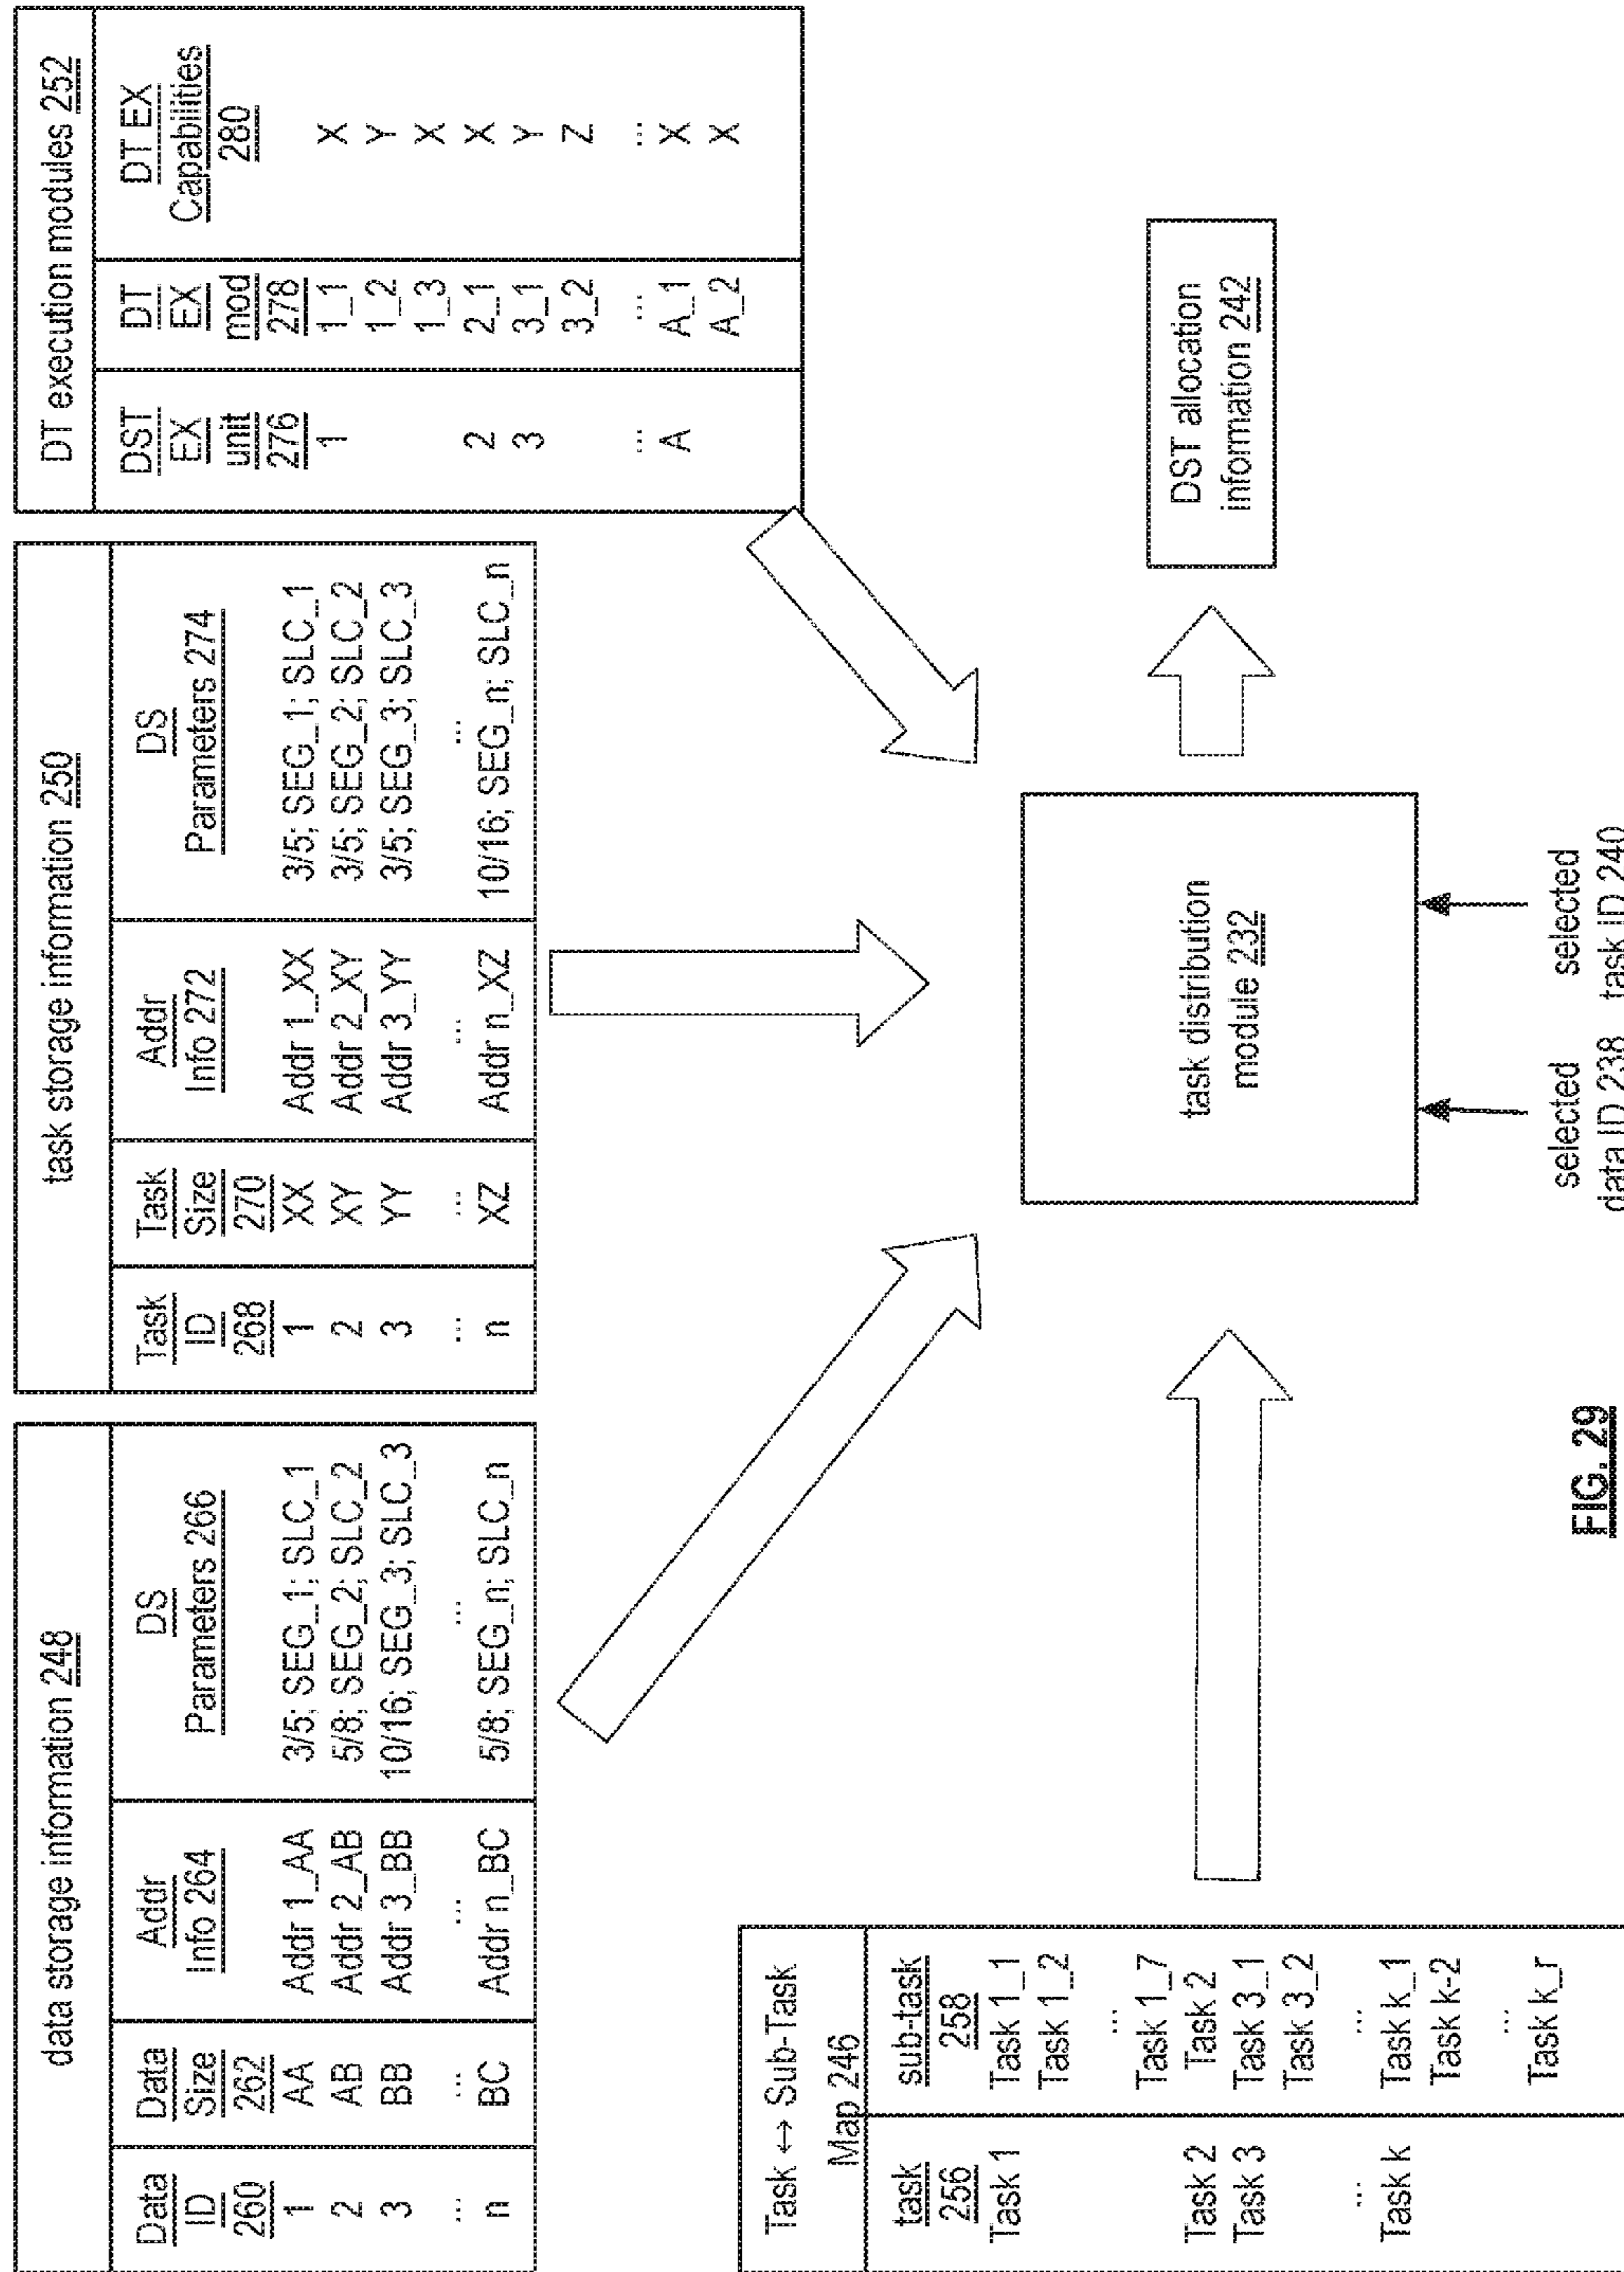 data storage information 248
Data ID 260 Data Size 262 Addr Info 264 DS Parameters 266
1 AA Addr 1_AA 3/5; SEG_1; SLC_1
2 AB Addr 2_AB 5/8; SEG_2; SLC_2
3 BB Addr 3_BB 10/16; SEG_3; SLC_3
... ... ... ...
n BC Addr n_BC 5/8; SEG_n; SLC_n
task storage information 250
Task ID 268 Task Size 270 Addr Info 272 DS Parameters 274
1 XX Addr 1_XX 3/5; SEG_1; SLC_1
2 XY Addr 2_XY 3/5; SEG_2; SLC_2
3 YY Addr 3_YY 3/5; SEG_3; SLC_3
... ... ... ...
n XZ Addr n_XZ 10/16; SEG_n; SLC_n
DT execution modules 252
DST EX unit 276 DT EX mod 278 DT EX Capabilities 280
1 1_1 X
1_2 Y
1_3 X
2 2_1 X
3 3_1 Y
3_2 Z
... ... ...
A A_1 X
A_2 X
Task ↔ Sub-Task
Map 246
task 256 sub-task 258
Task 1 Task 1_1
Task 1_2
...
Task 1_7
Task 2 Task 2
Task 3 Task 3_1
Task 3_2
... ...
Task k Task k_1
Task k-2
...
Task k_r
task distribution
module 232
DST allocation
information 242
selected
data ID 238
selected
task ID 240
FIG. 29